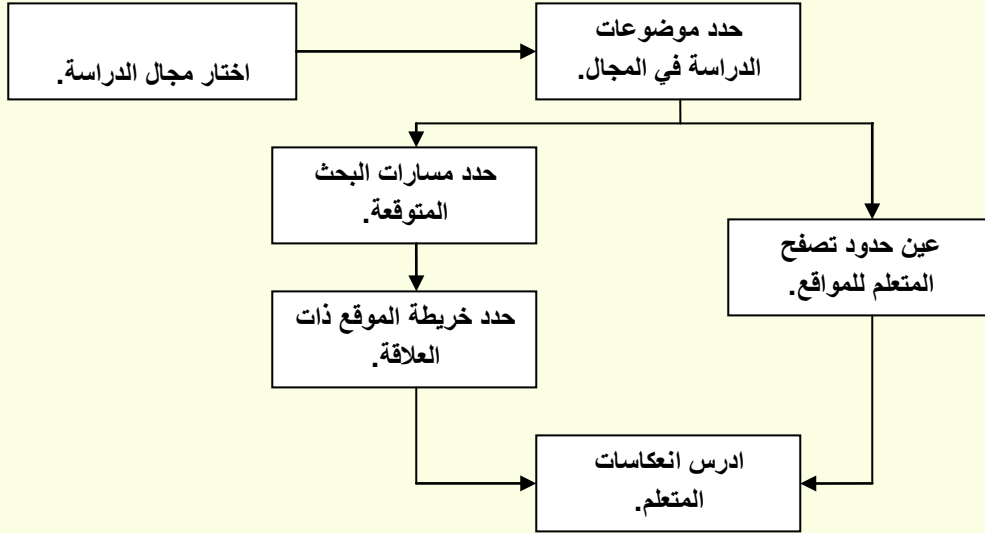 اختار مجال الدراسة.
حدد موضوعات
الدراسة في المجال.
حدد مسارات البحث
المتوقعة.
عين حدود تصفح
المتعلم للمواقع.
حدد خريطة الموقع ذات
العلاقة.
ادرس انعكاسات
المتعلم.